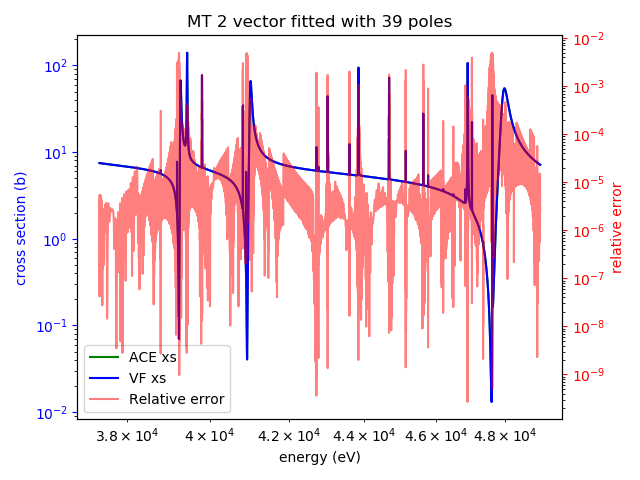 MT 2 vector fitted with 39 poles
cross section (b)
10²
10¹
10⁰
10⁻¹
10⁻²
10⁻²
10⁻³
10⁻⁴
10⁻⁵
10⁻⁶
10⁻⁷
10⁻⁸
10⁻⁹
relative error
ACE xs
VF xs
Relative error
3.8 × 10⁴ 4 × 10⁴ 4.2 × 10⁴ 4.4 × 10⁴ 4.6 × 10⁴ 4.8 × 10⁴
energy (eV)